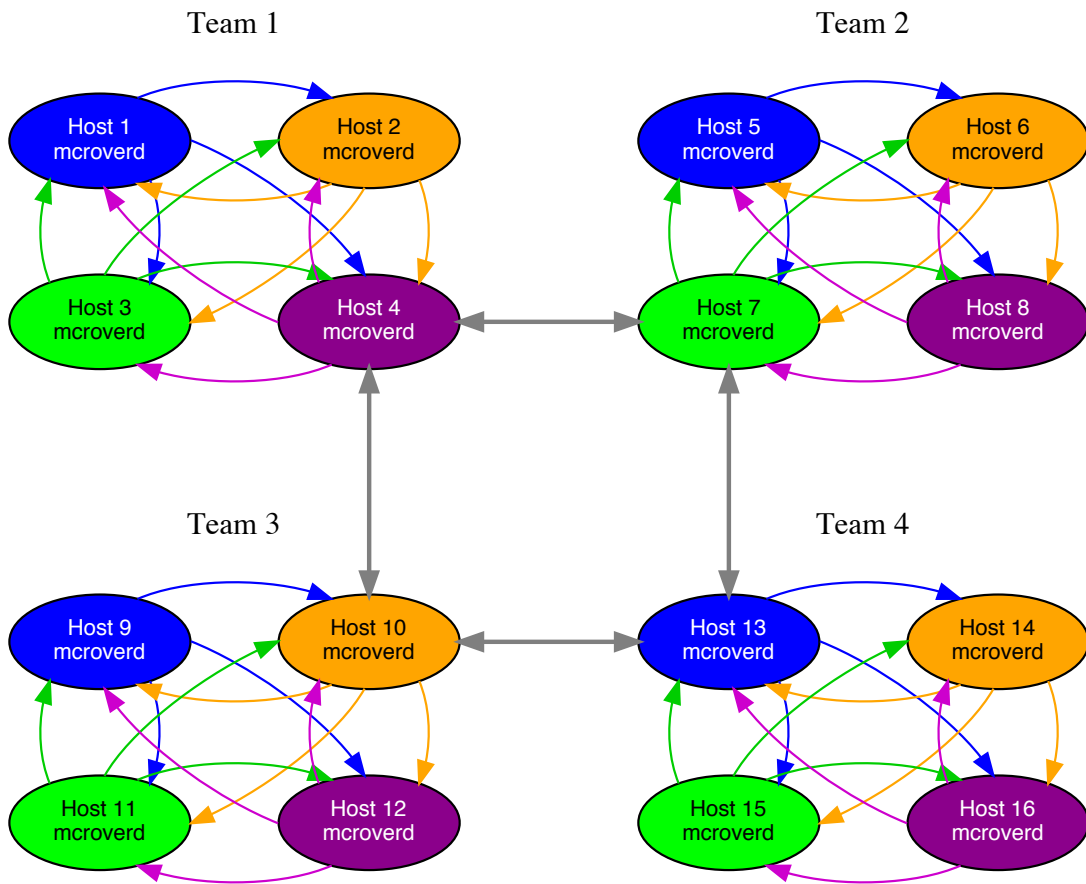 Team 1
Team 2
Host 1
mcroverd
Host 2
mcroverd
Host 5
mcroverd
Host 6
mcroverd
Host 3
mcroverd
Host 4
mcroverd
Host 7
mcroverd
Host 8
mcroverd
Team 3
Team 4
Host 9
mcroverd
Host 10
mcroverd
Host 13
mcroverd
Host 14
mcroverd
Host 11
mcroverd
Host 12
mcroverd
Host 15
mcroverd
Host 16
mcroverd